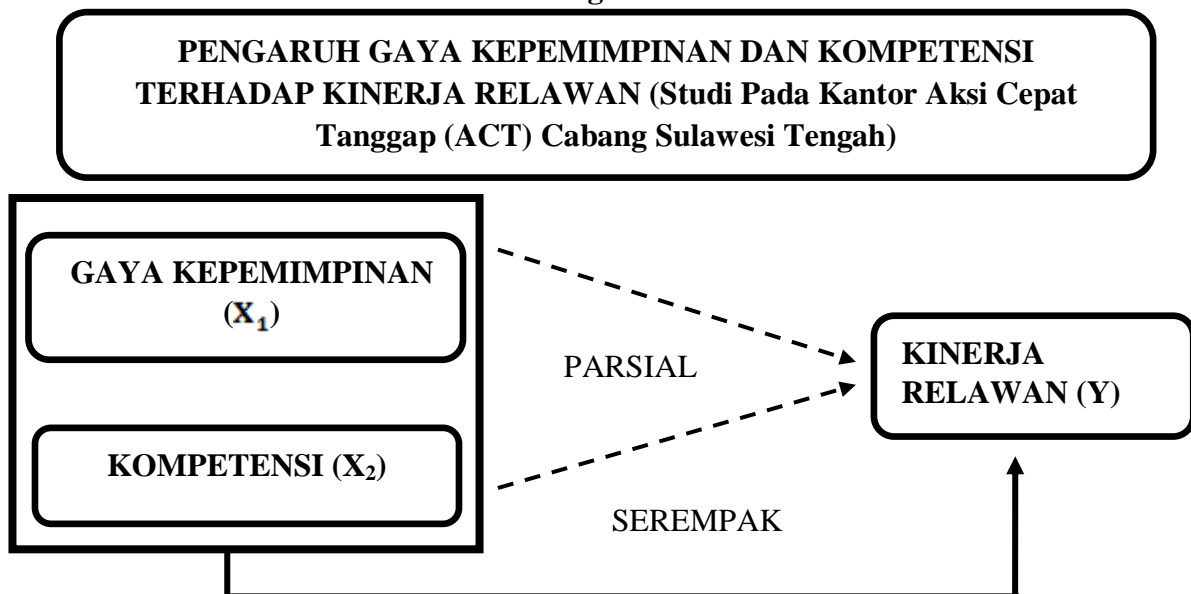 PENGARUH GAYA KEPEMIMPINAN DAN KOMPETENSI
TERHADAP KINERJA RELAWAN (Studi Pada Kantor Aksi Cepat
Tanggap (ACT) Cabang Sulawesi Tengah)
GAYA KEPEMIMPINAN
(X₁)
PARSIAL
KINERJA
RELAWAN (Y)
KOMPETENSI (X₂)
SEREMPAK